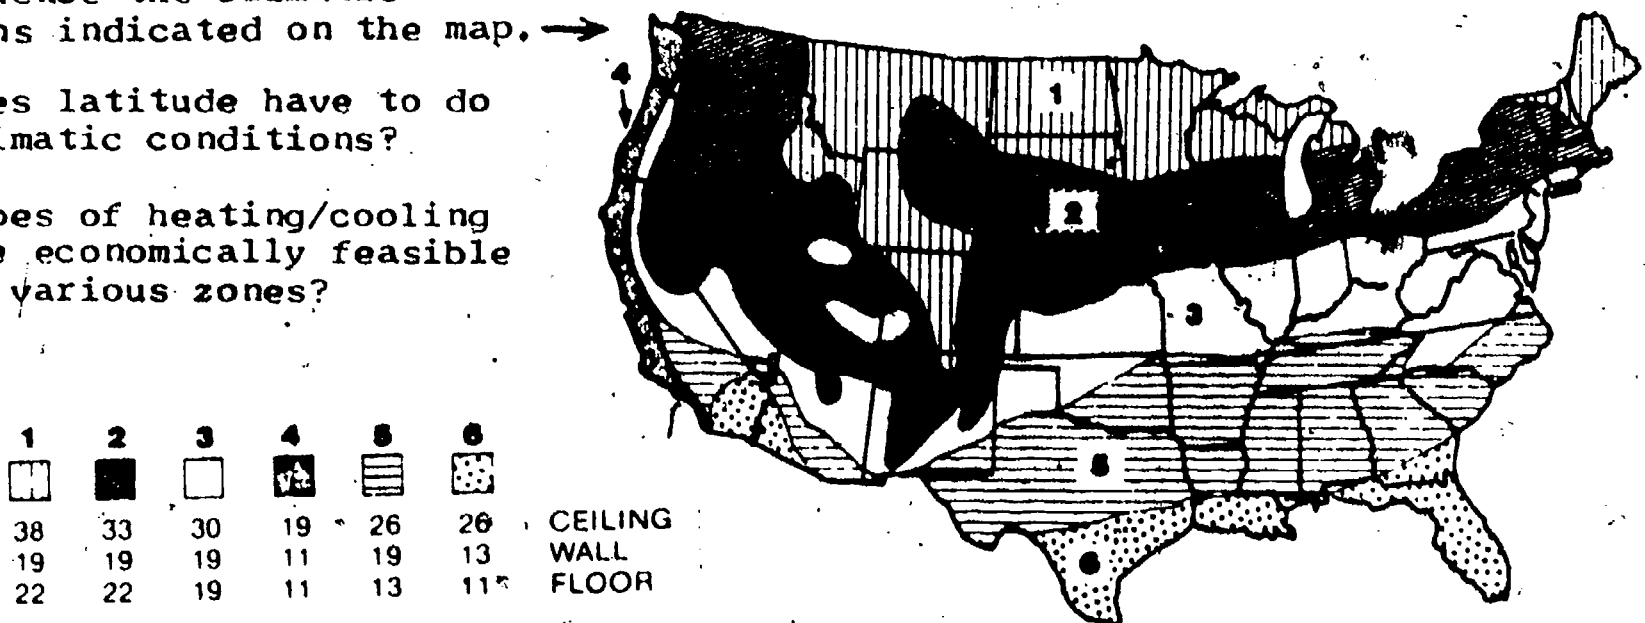 ns indicated on the map.
es latitude have to do
imatic conditions?
pes of heating/cooling
e economically feasible
various zones?
4
1
2
3
5
6
1 2 3 4 5 6
38 33 30 19 26 26 CEILING
19 19 19 11 19 13 WALL
22 22 19 11 13 11 FLOOR